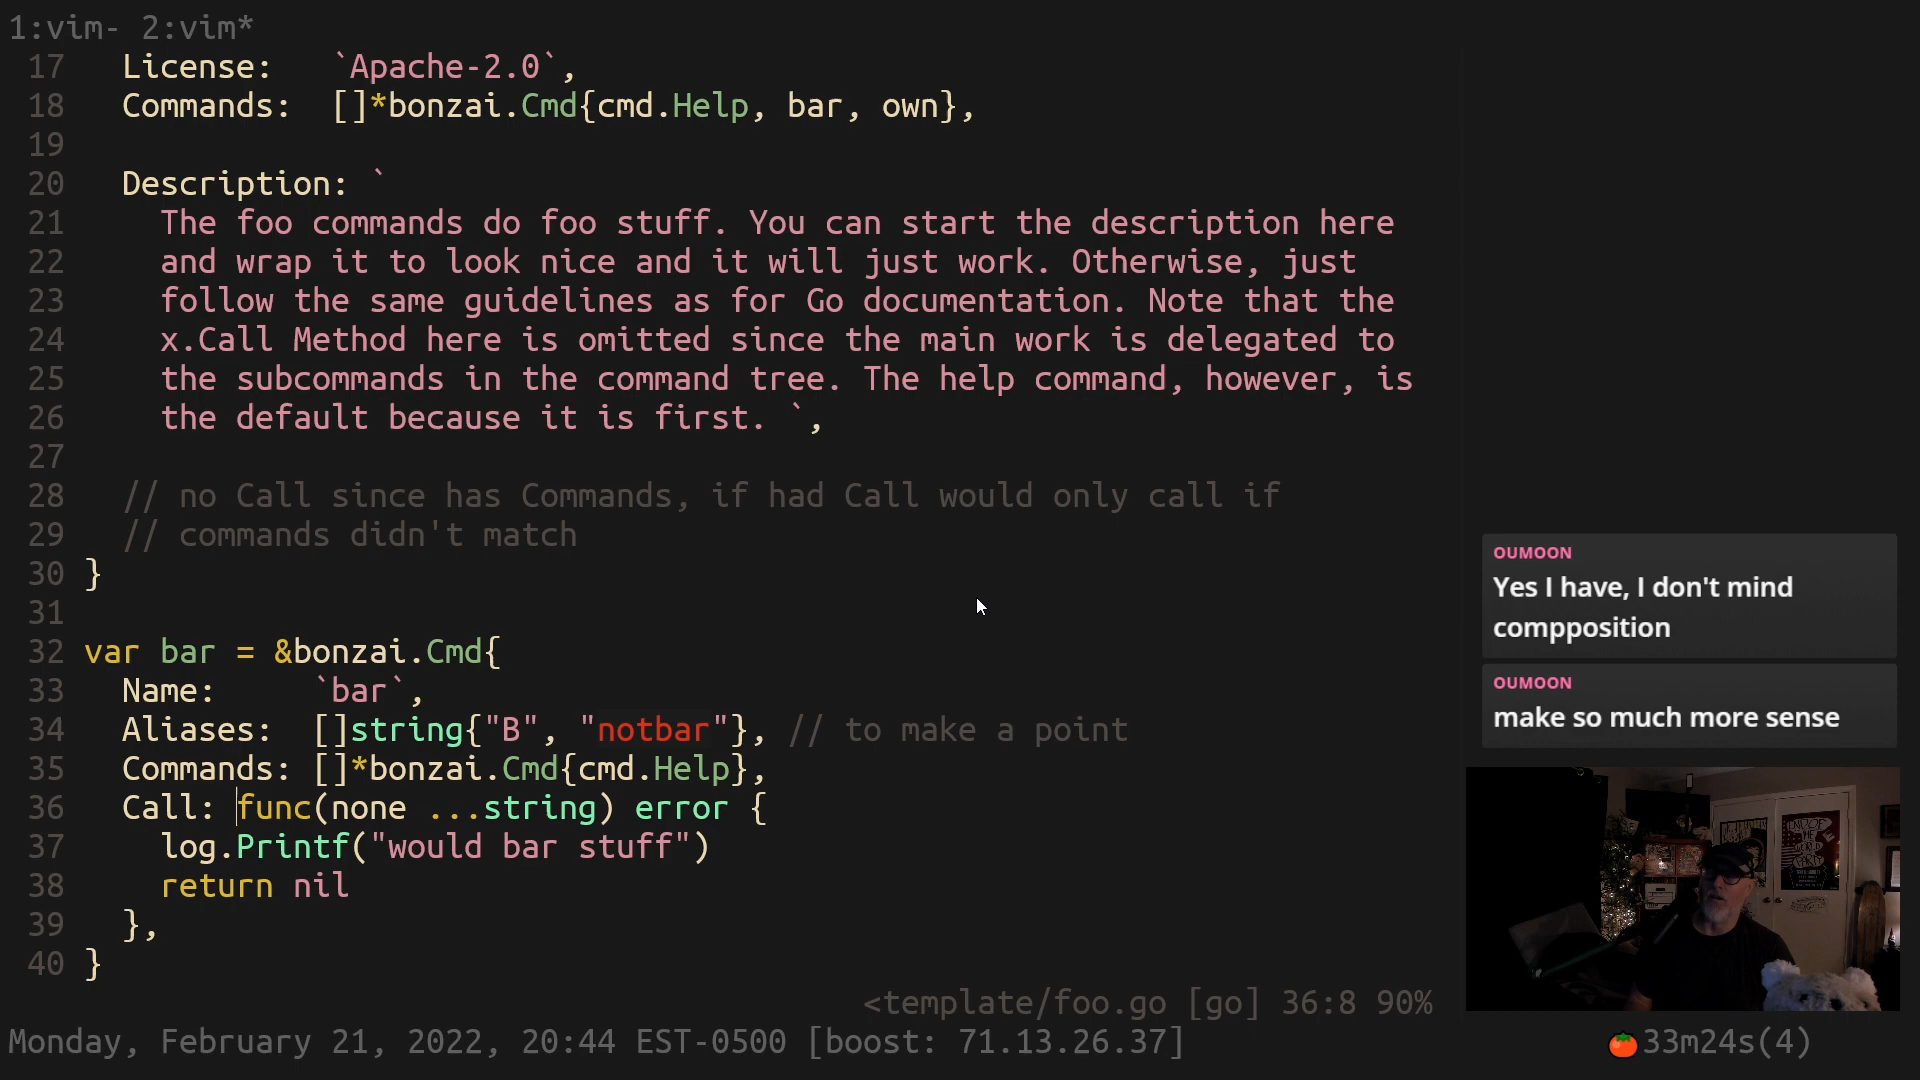 1:vim- 2:vim*
17 License: `Apache-2.0`,
18 Commands: []*bonzai.Cmd{cmd.Help, bar, own},
19
20 Description: `
21 The foo commands do foo stuff. You can start the description here
22 and wrap it to look nice and it will just work. Otherwise, just
23 follow the same guidelines as for Go documentation. Note that the
24 x.Call Method here is omitted since the main work is delegated to
25 the subcommands in the command tree. The help command, however, is
26 the default because it is first. `,
27
28 // no Call since has Commands, if had Call would only call if
29 // commands didn't match
30 }
31
32 var bar = &bonzai.Cmd{
33 Name: `bar`,
34 Aliases: []string{"B", "notbar"}, // to make a point
35 Commands: []*bonzai.Cmd{cmd.Help},
36 Call: func(none ...string) error {
37 log.Printf("would bar stuff")
38 return nil
39 },
40 }
<template/foo.go [go] 36:8 90%
Monday, February 21, 2022, 20:44 EST-0500 [boost: 71.13.26.37]
OUMOON
Yes I have, I don't mind
compposition
OUMOON
make so much more sense
33m24s(4)